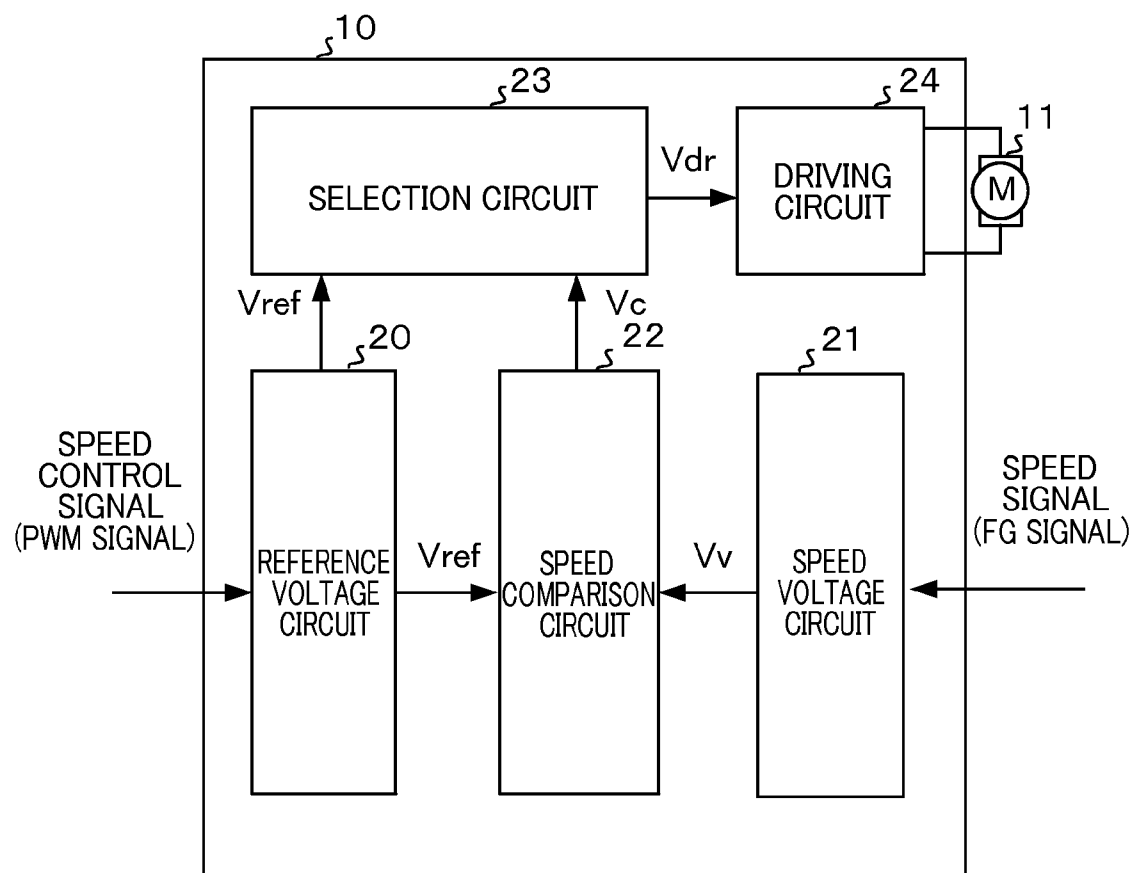 10
23
24
11
SELECTION CIRCUIT
Vdr
DRIVING
CIRCUIT
M
Vref
Vc
20
22
21
SPEED
CONTROL
SIGNAL
(PWM SIGNAL)
SPEED
SIGNAL
(FG SIGNAL)
REFERENCE
VOLTAGE
CIRCUIT
Vref
SPEED
COMPARISON
CIRCUIT
Vv
SPEED
VOLTAGE
CIRCUIT